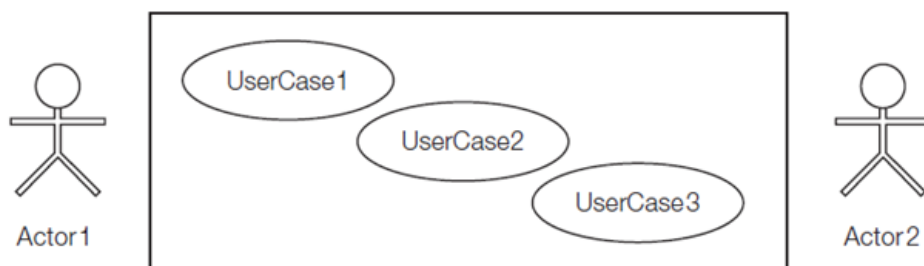 UserCase1
UserCase2
UserCase3
Actor1
Actor2